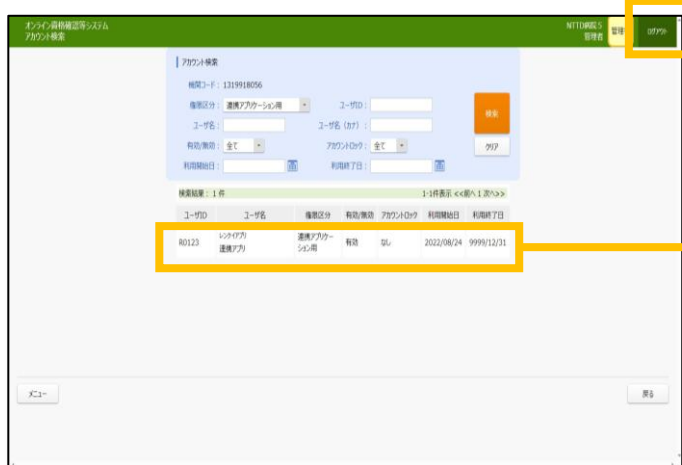 オンライン資格確認等システム
アカウント検索
NTTD病院S
管理者
管理
ログアウト
アカウント検索
機関コード : 1319918056
権限区分 : 連携アプリケーション用 ユーザID :
ユーザ名 : ユーザ名(カナ) :
有効/無効 : 全て アカウントロック : 全て
利用開始日 : 利用終了日 :
検索
クリア
検索結果 : 1 件 1-1件表示 <<前へ 1 次へ>>
ユーザID ユーザ名 権限区分 有効/無効 アカウントロック 利用開始日 利用終了日
R0123 レンケイアプリ 連携アプリケー 有効 なし 2022/08/24 9999/12/31
連携アプリ ション用
メニュー 戻る